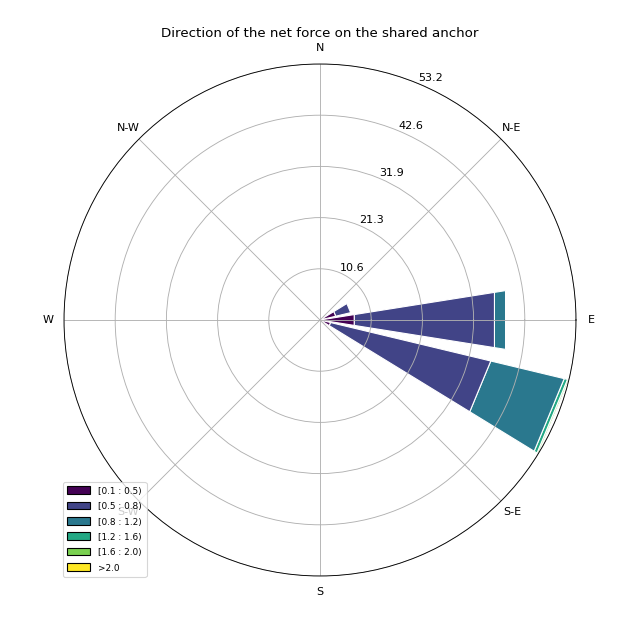 Direction of the net force on the shared anchor
N
53.2
N-W
42.6
N-E
31.9
21.3
10.6
W
E
[0.1 : 0.5)
[0.5 : 0.8)
S-W
S-E
[0.8 : 1.2)
[1.2 : 1.6)
[1.6 : 2.0)
>2.0
S